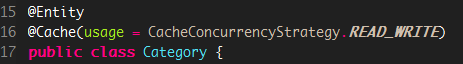 15 @Entity
16 @Cache(usage = CacheConcurrencyStrategy.READ_WRITE)
17 public class Category {